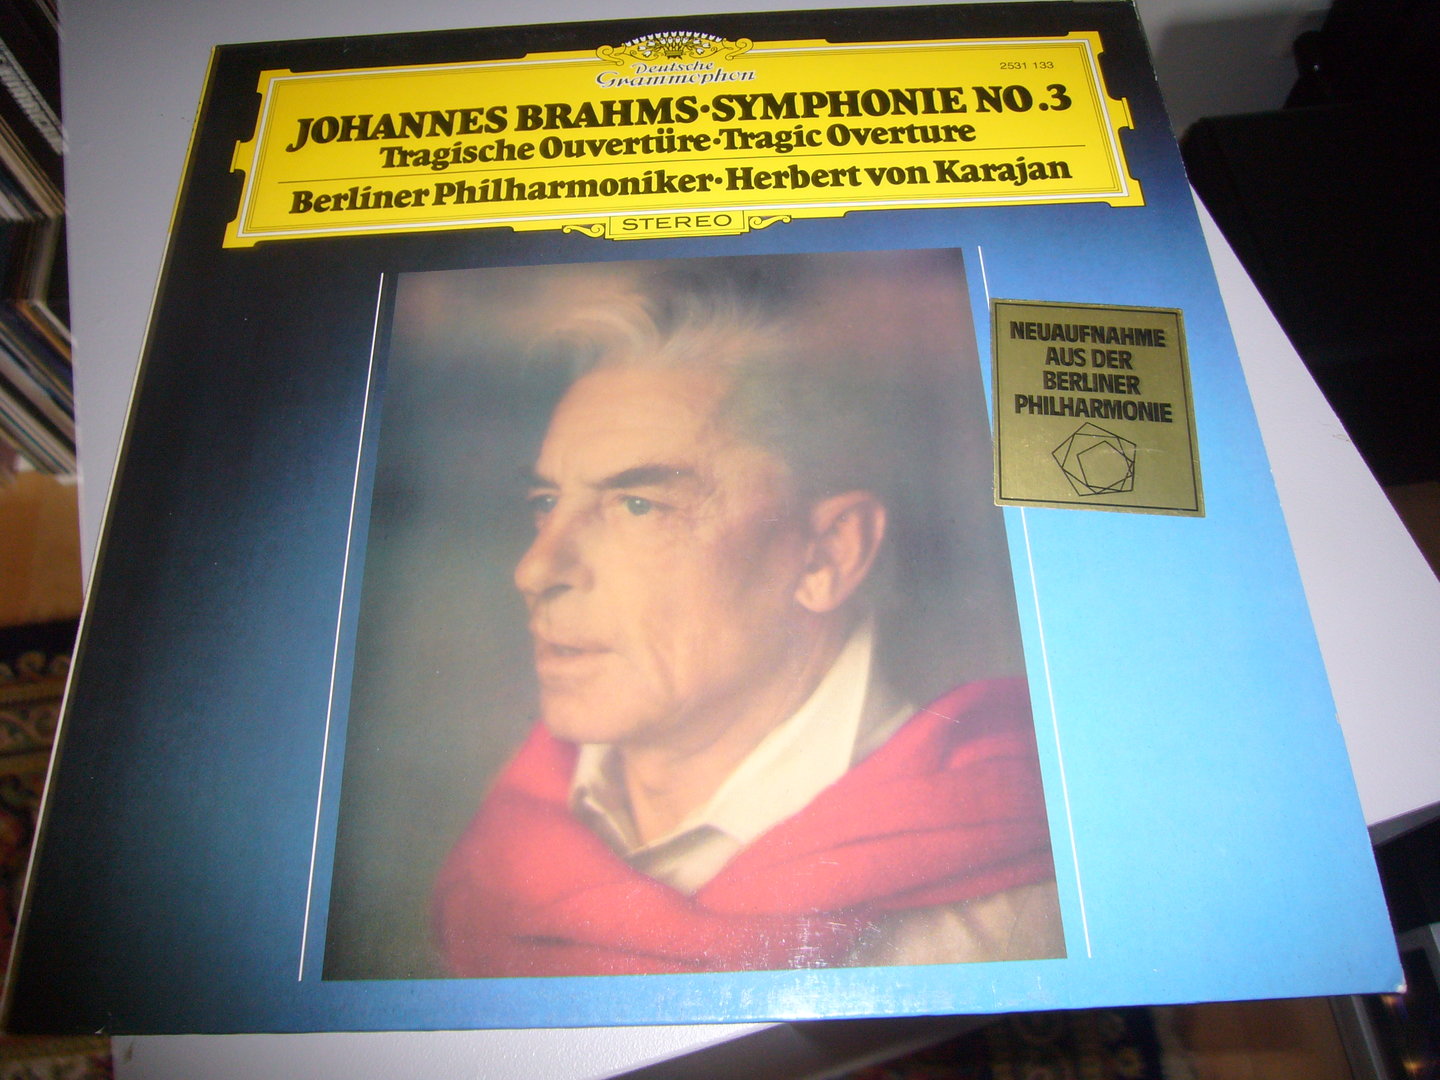 Deutsche
Grammophon
2531 133
JOHANNES BRAHMS·SYMPHONIE NO.3
Tragische Ouvertüre·Tragic Overture
Berliner Philharmoniker·Herbert von Karajan
STEREO
NEUAUFNAHME
AUS DER
BERLINER
PHILHARMONIE